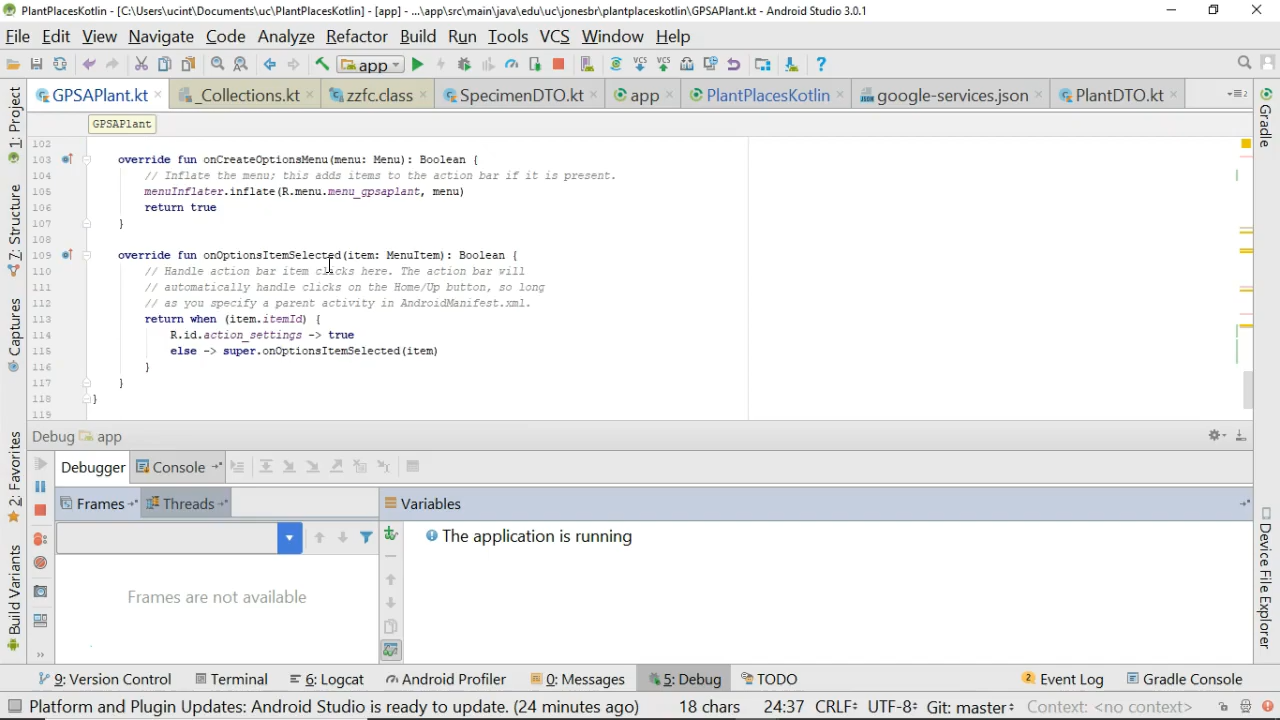 PlantPlacesKotlin - [C:\Users\ucint\Documents\uc\PlantPlacesKotlin] - [app] - ...\app\src\main\java\edu\uc\jonesbr\plantplaceskotlin\GPSAPlant.kt - Android Studio 3.0.1
File Edit View Navigate Code Analyze Refactor Build Run Tools VCS Window Help
app
VCS VCS
GPSAPlant.kt _Collections.kt zzfc.class SpecimenDTO.kt app PlantPlacesKotlin google-services.json PlantDTO.kt
GPSAPlant
102
103 override fun onCreateOptionsMenu(menu: Menu): Boolean {
104 // Inflate the menu; this adds items to the action bar if it is present.
105 menuInflater.inflate(R.menu.menu_gpsaplant, menu)
106 return true
107 }
108
109 override fun onOptionsItemSelected(item: MenuItem): Boolean {
110 // Handle action bar item clicks here. The action bar will
111 // automatically handle clicks on the Home/Up button, so long
112 // as you specify a parent activity in AndroidManifest.xml.
113 return when (item.itemId) {
114 R.id.action_settings -> true
115 else -> super.onOptionsItemSelected(item)
116 }
117 }
118 }
119
1: Project
7: Structure
Captures
2: Favorites
Build Variants
Gradle
Device File Explorer
Debug app
Debugger Console
Frames Threads Variables
The application is running
Frames are not available
9: Version Control Terminal 6: Logcat Android Profiler 0: Messages 5: Debug TODO 2 Event Log Gradle Console
Platform and Plugin Updates: Android Studio is ready to update. (24 minutes ago) 18 chars 24:37 CRLF UTF-8 Git: master Context: <no context>